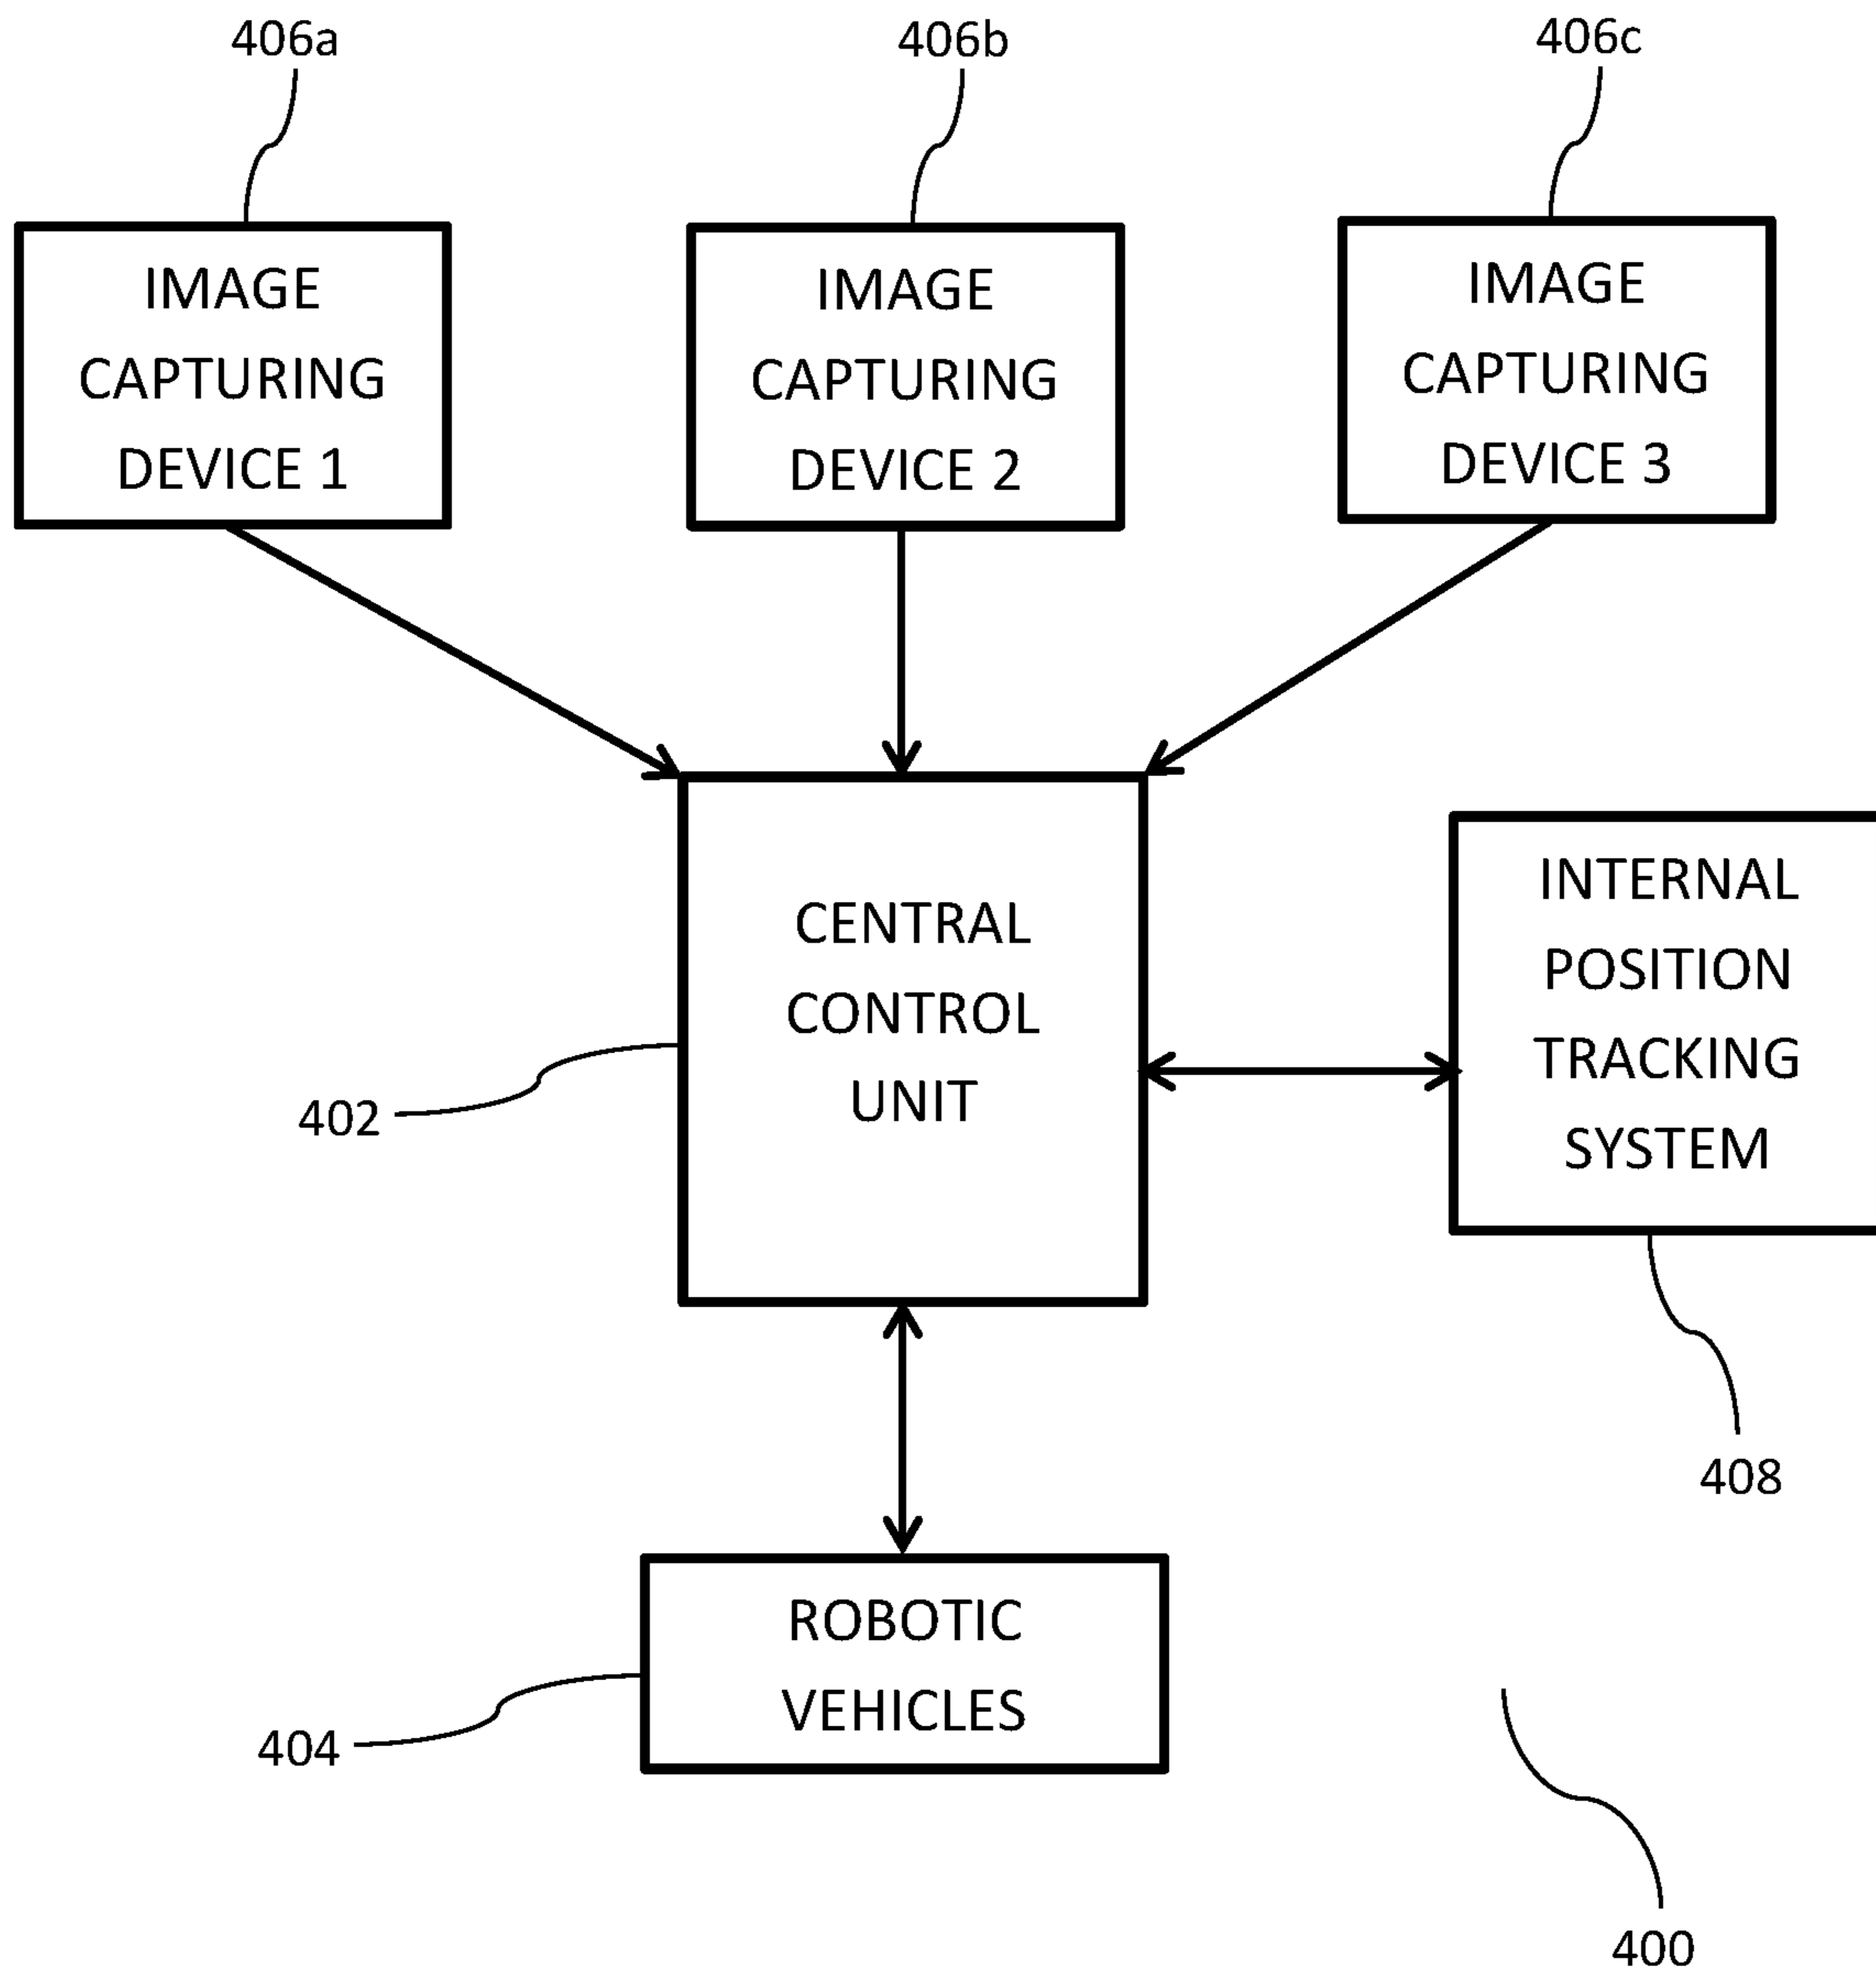 406a
406b
406c
IMAGE
CAPTURING
DEVICE 1
IMAGE
CAPTURING
DEVICE 2
IMAGE
CAPTURING
DEVICE 3
CENTRAL
CONTROL
UNIT
402
INTERNAL
POSITION
TRACKING
SYSTEM
408
ROBOTIC
VEHICLES
404
400